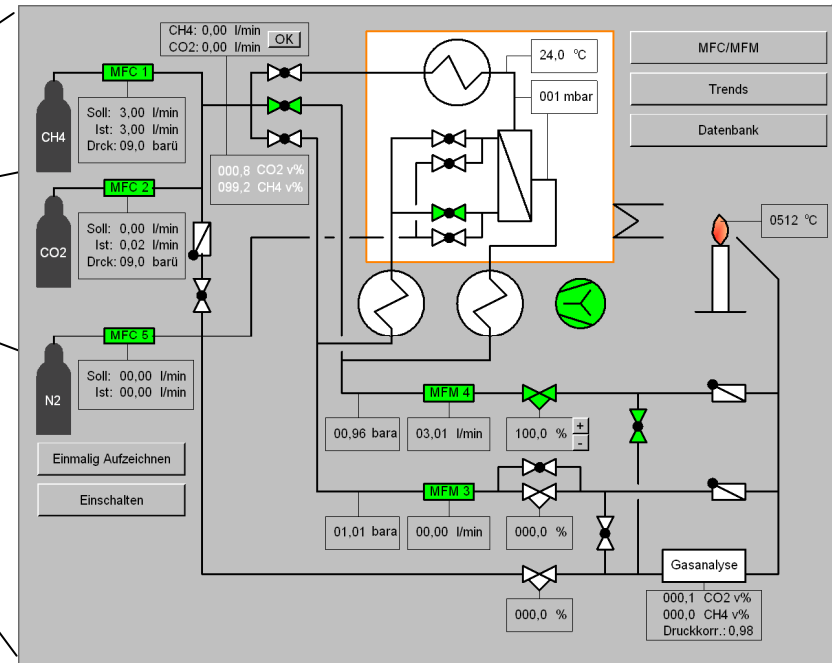 CH4: 0,00 l/min
CO2: 0,00 l/min
OK
MFC 1
CH4
Soll: 3,00 l/min
Ist: 3,00 l/min
Drck: 09,0 barü
000,8 CO2 v%
099,2 CH4 v%
MFC 2
CO2
Soll: 0,00 l/min
Ist: 0,02 l/min
Drck: 09,0 barü
MFC 5
N2
Soll: 00,00 l/min
Ist: 00,00 l/min
Einmalig Aufzeichnen
Einschalten
24,0 °C
001 mbar
MFC/MFM
Trends
Datenbank
0512 °C
MFM 4
00,96 bara
03,01 l/min
100,0 %
+
-
MFM 3
01,01 bara
00,00 l/min
000,0 %
000,0 %
Gasanalyse
000,1 CO2 v%
000,0 CH4 v%
Druckkorr.: 0,98